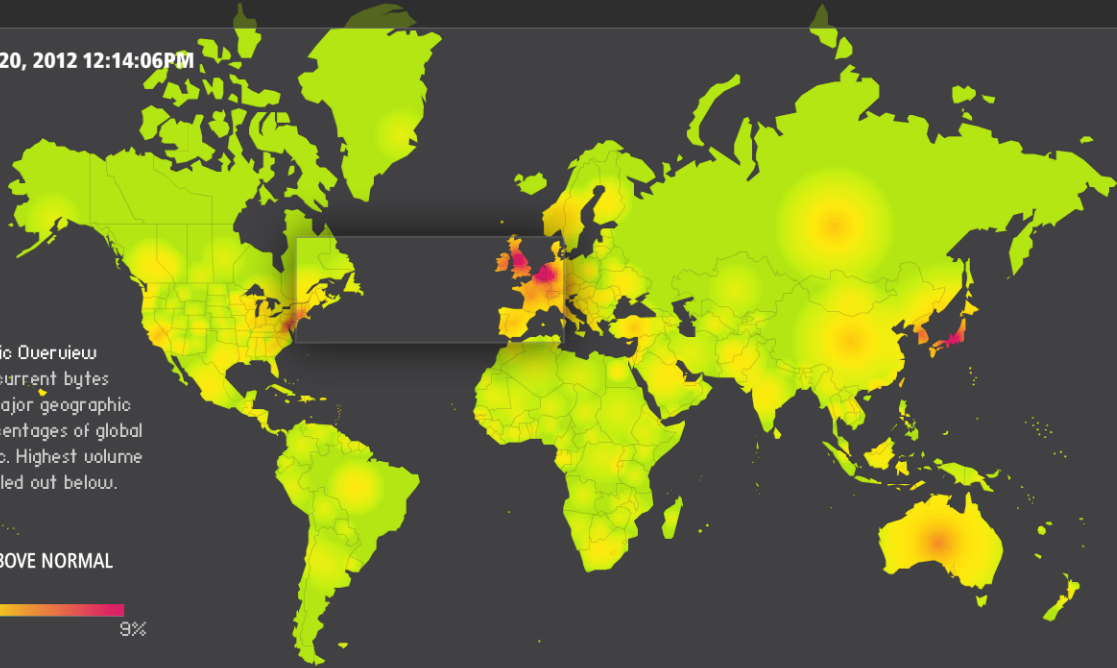 20, 2012 12:14:06PM
ic Overview
current bytes
ajor geographic
entages of global
c. Highest volume
led out below.
BOVE NORMAL
9%